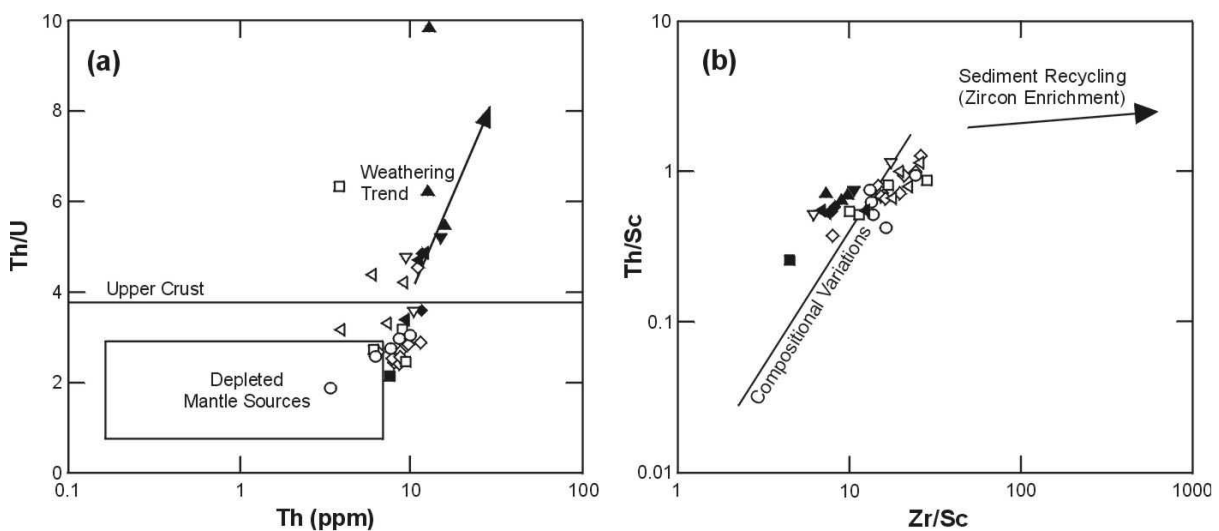 (a)
10
8
6
4
2
0
Th/U
Weathering
Trend
Upper Crust
Depleted
Mantle Sources
0.1
1
10
100
Th (ppm)
(b)
10
1
0.1
0.01
Th/Sc
Sediment Recycling
(Zircon Enrichment)
Compositional Variations
1
10
100
1000
Zr/Sc